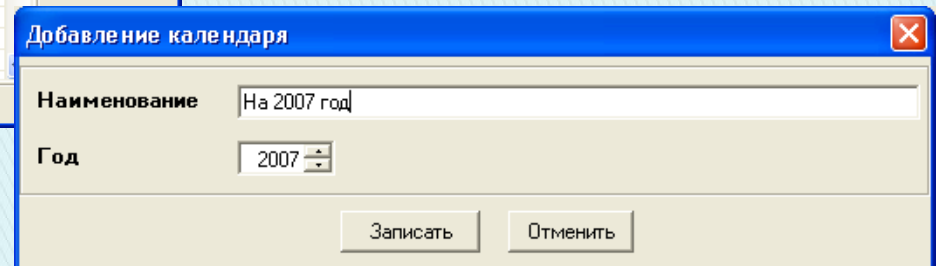 Добавление календаря
Наименование На 2007 год
Год 2007
Записать Отменить